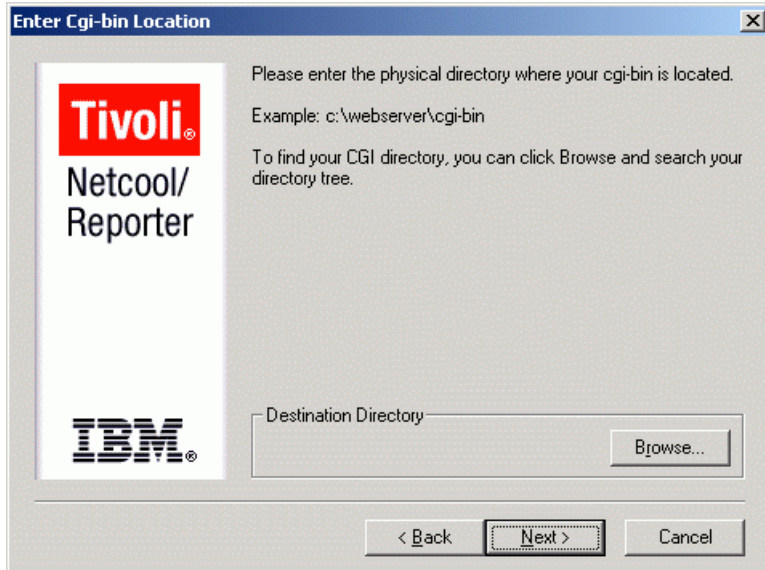 Enter Cgi-bin Location
Tivoli®
Netcool/
Reporter
IBM®
Please enter the physical directory where your cgi-bin is located.
Example: c:\webserver\cgi-bin
To find your CGI directory, you can click Browse and search your
directory tree.
Destination Directory
Browse...
< Back
Next >
Cancel